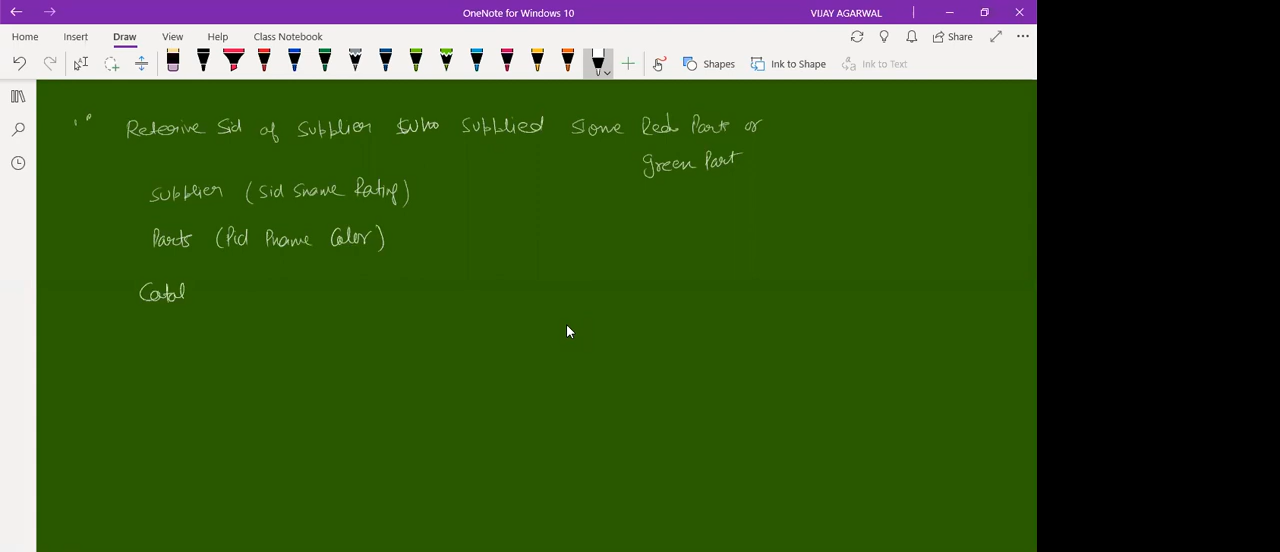 OneNote for Windows 10
VIJAY AGARWAL
Home Insert Draw View Help Class Notebook
Share
Shapes Ink to Shape Ink to Text
Reterive Sid of Supplier who supplied some Red Part or
green Part
Supplier (Sid Sname Rating)
Parts (Pid Pname Color)
Catal